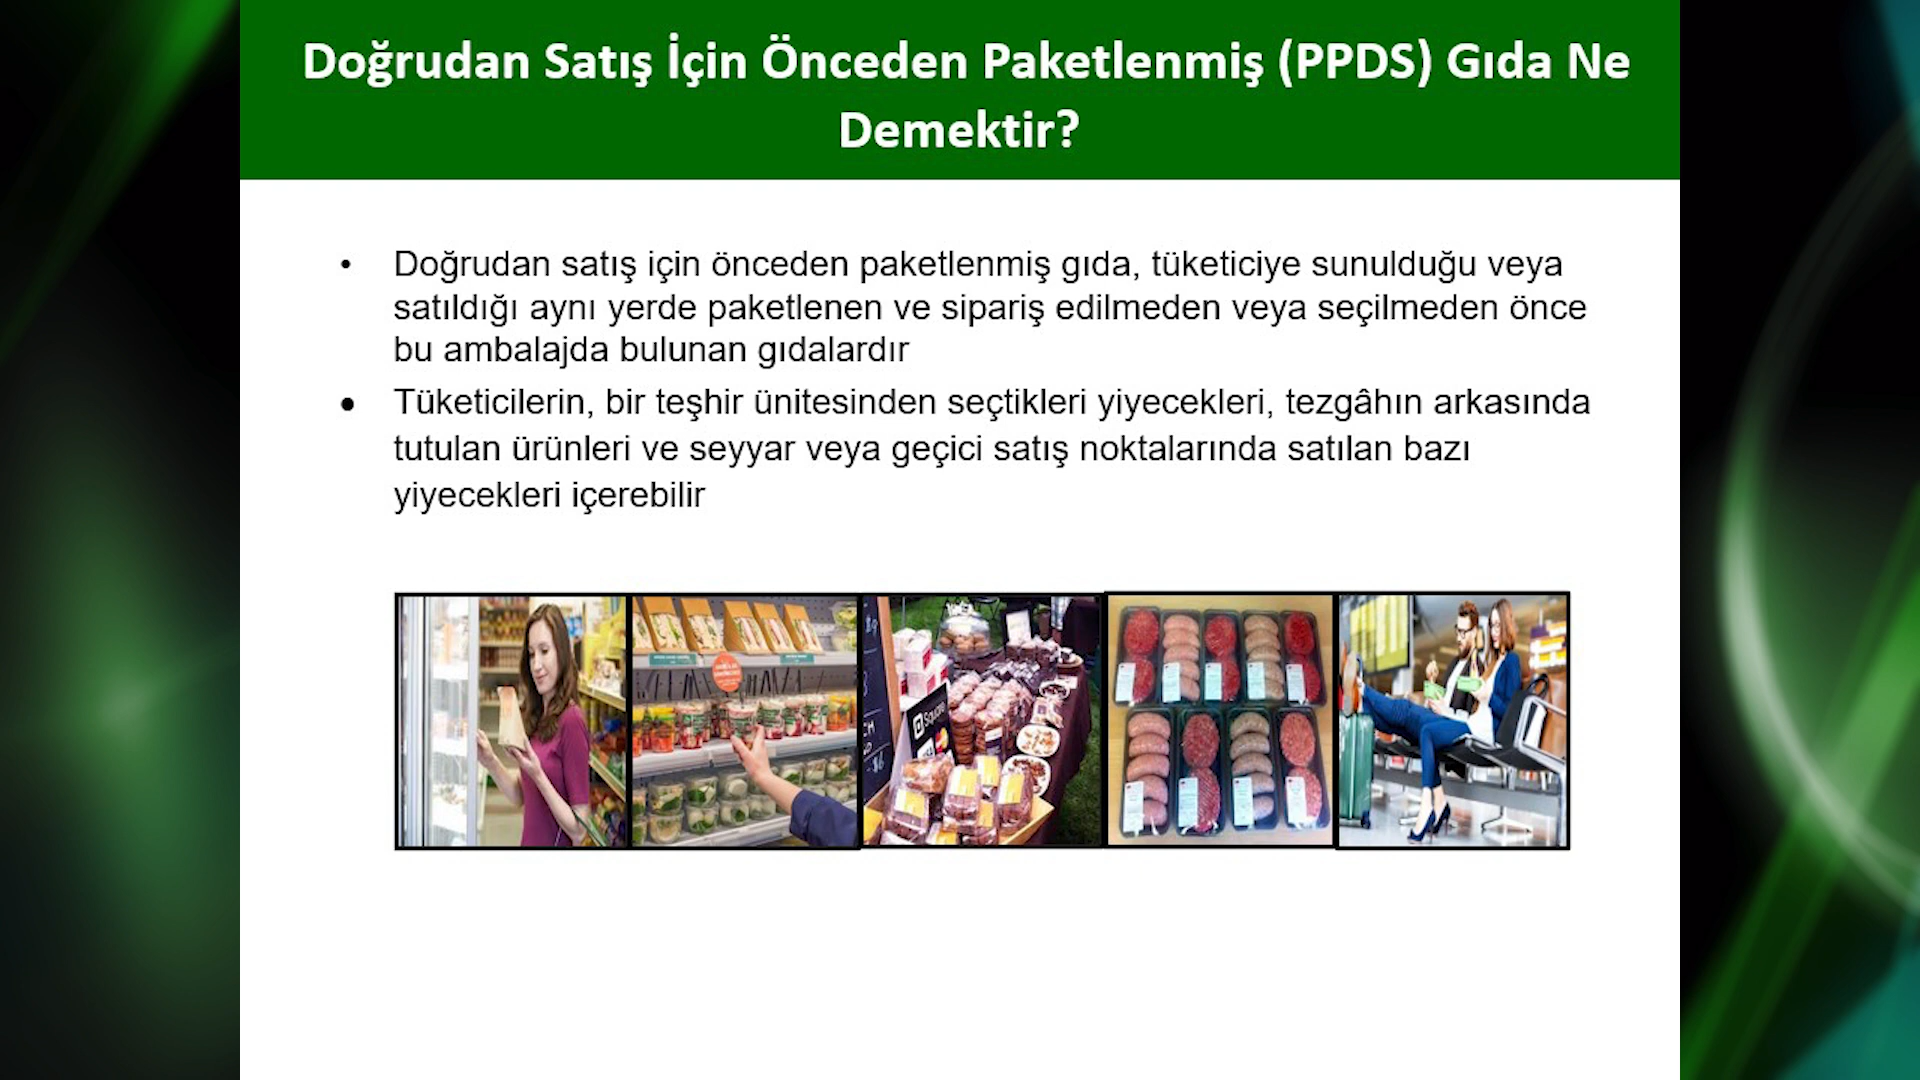 Doğrudan Satış İçin Önceden Paketlenmiş (PPDS) Gıda Ne
Demektir?
• Doğrudan satış için önceden paketlenmiş gıda, tüketiciye sunulduğu veya
satıldığı aynı yerde paketlenen ve sipariş edilmeden veya seçilmeden önce
bu ambalajda bulunan gıdalardır
• Tüketicilerin, bir teşhir ünitesinden seçtikleri yiyecekleri, tezgâhın arkasında
tutulan ürünleri ve seyyar veya geçici satış noktalarında satılan bazı
yiyecekleri içerebilir
Square